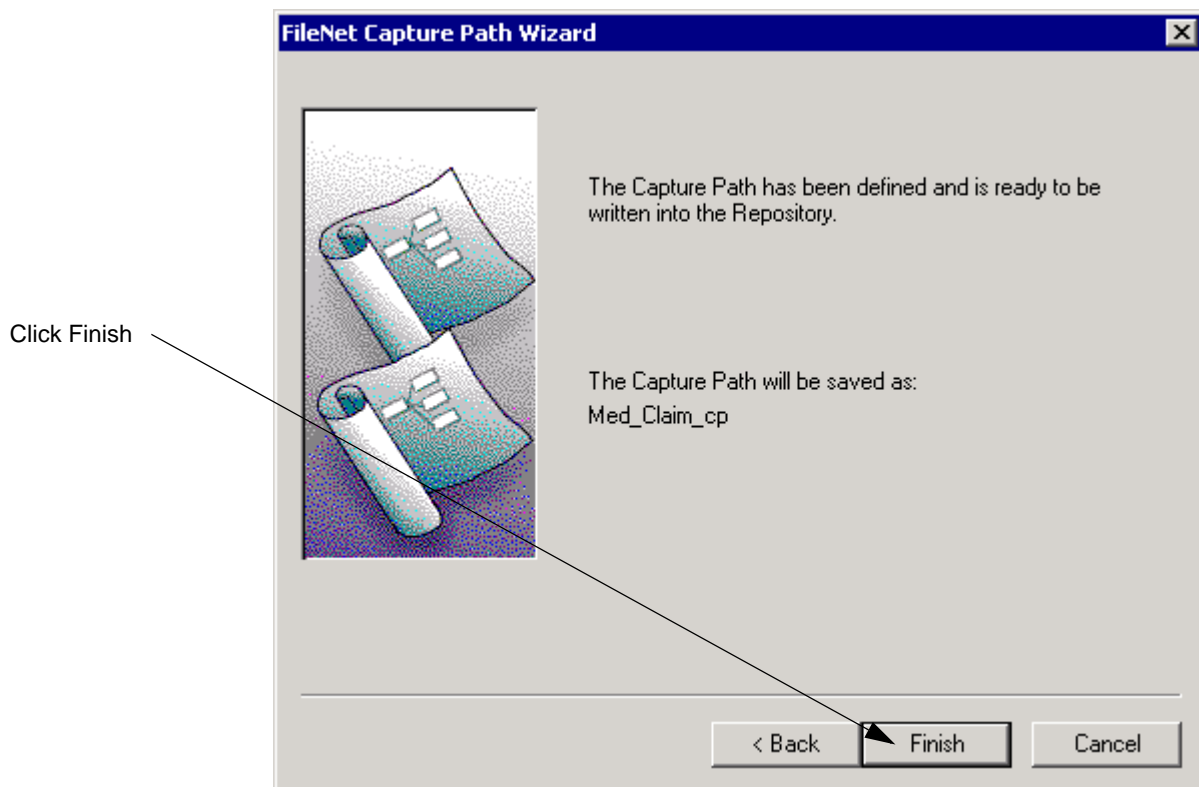 FileNet Capture Path Wizard
The Capture Path has been defined and is ready to be
written into the Repository.
Click Finish
The Capture Path will be saved as:
Med_Claim_cp
< Back
Finish
Cancel